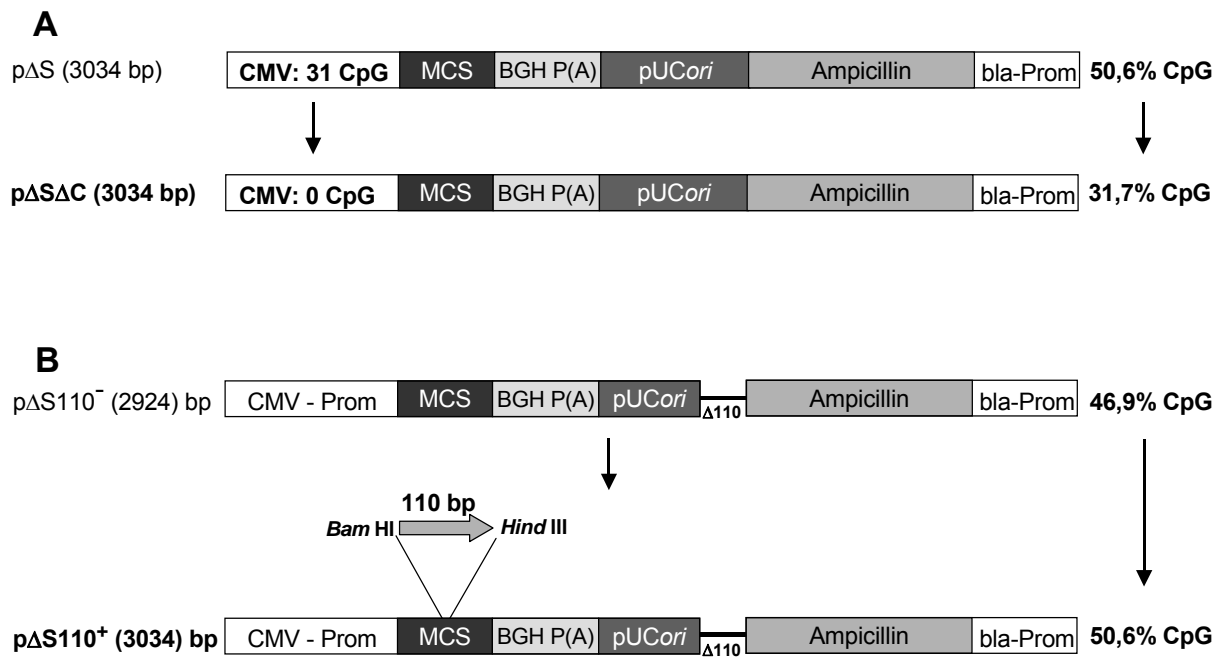 A
pΔS (3034 bp) CMV: 31 CpG MCS BGH P(A) pUCori Ampicillin bla-Prom 50,6% CpG
pΔSΔC (3034 bp) CMV: 0 CpG MCS BGH P(A) pUCori Ampicillin bla-Prom 31,7% CpG
B
pΔS110⁻ (2924) bp CMV - Prom MCS BGH P(A) pUCori Δ110 Ampicillin bla-Prom 46,9% CpG
110 bp
Bam HI Hind III
pΔS110⁺ (3034) bp CMV - Prom MCS BGH P(A) pUCori Δ110 Ampicillin bla-Prom 50,6% CpG